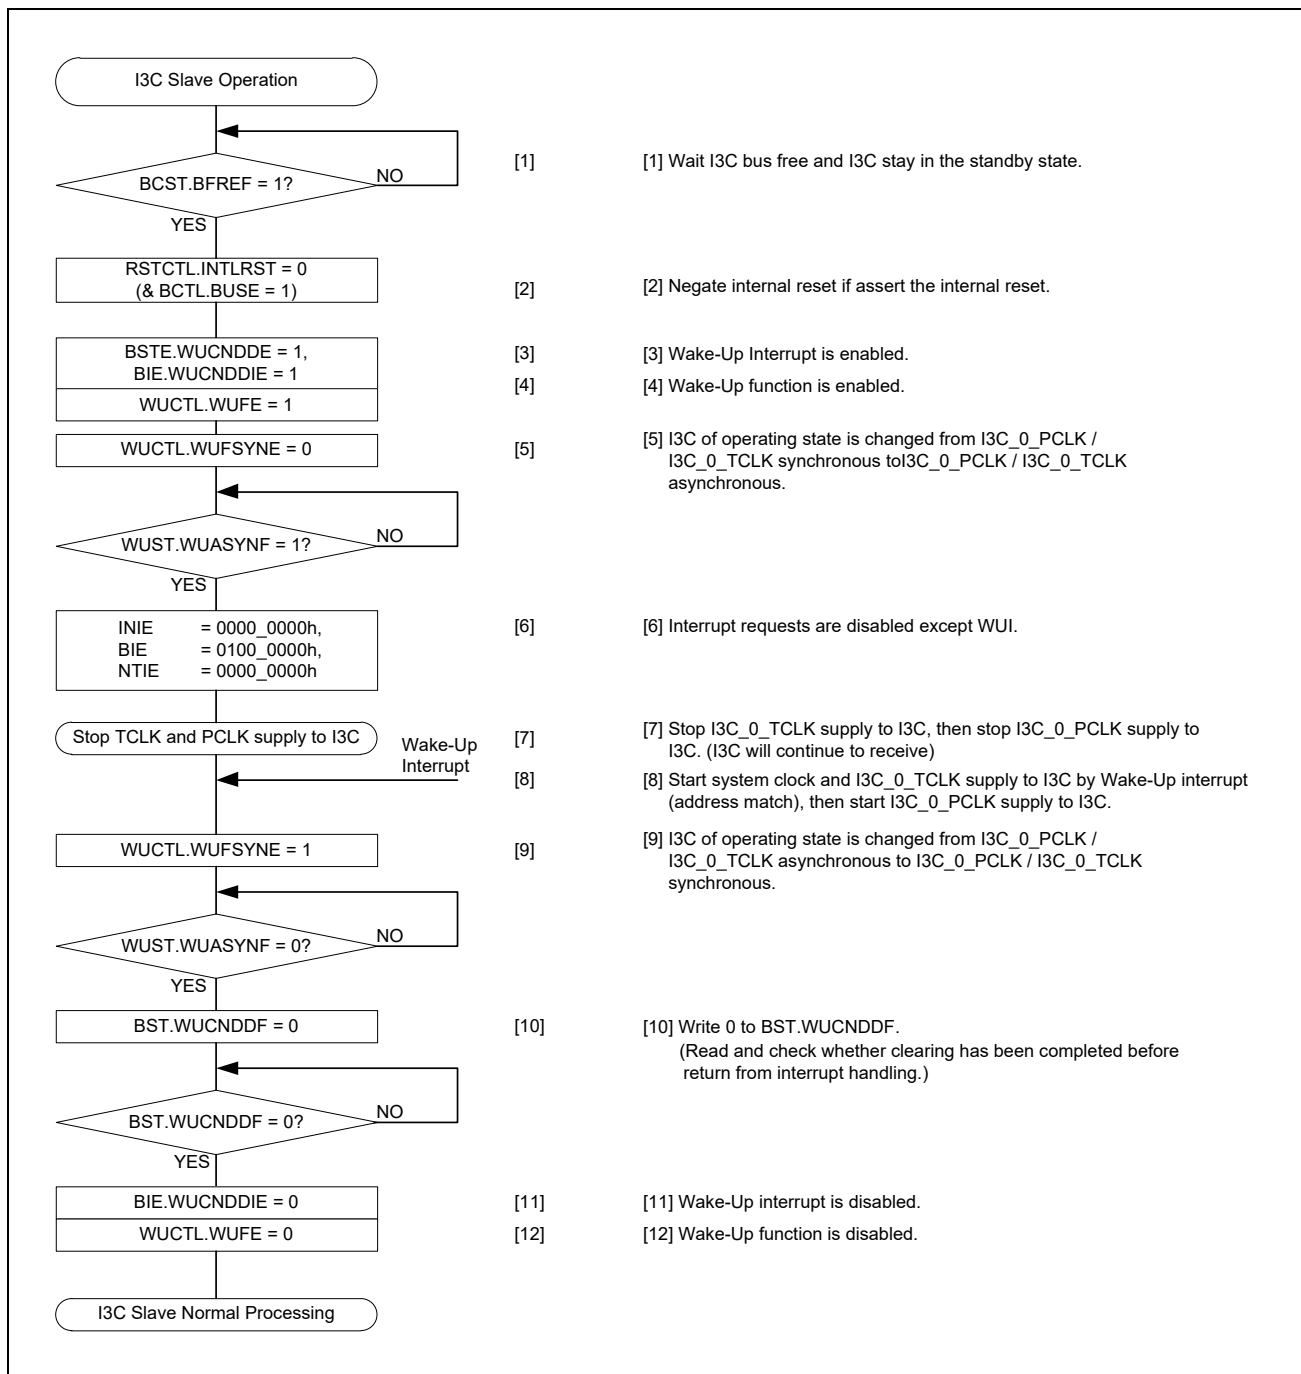 I3C Slave Operation
BCST.BFREF = 1?
NO
YES
[1]
[1] Wait I3C bus free and I3C stay in the standby state.
RSTCTL.INTLRST = 0
(& BCTL.BUSE = 1)
[2]
[2] Negate internal reset if assert the internal reset.
BSTE.WUCNDDE = 1,
BIE.WUCNDDIE = 1
[3]
[3] Wake-Up Interrupt is enabled.
WUCTL.WUFE = 1
[4]
[4] Wake-Up function is enabled.
WUCTL.WUFSYNE = 0
[5]
[5] I3C of operating state is changed from I3C_0_PCLK /
I3C_0_TCLK synchronous toI3C_0_PCLK / I3C_0_TCLK
asynchronous.
WUST.WUASYNF = 1?
NO
YES
INIE = 0000_0000h,
BIE = 0100_0000h,
NTIE = 0000_0000h
[6]
[6] Interrupt requests are disabled except WUI.
Stop TCLK and PCLK supply to I3C
[7]
[7] Stop I3C_0_TCLK supply to I3C, then stop I3C_0_PCLK supply to
I3C. (I3C will continue to receive)
Wake-Up
Interrupt
[8]
[8] Start system clock and I3C_0_TCLK supply to I3C by Wake-Up interrupt
(address match), then start I3C_0_PCLK supply to I3C.
WUCTL.WUFSYNE = 1
[9]
[9] I3C of operating state is changed from I3C_0_PCLK /
I3C_0_TCLK asynchronous to I3C_0_PCLK / I3C_0_TCLK
synchronous.
WUST.WUASYNF = 0?
NO
YES
BST.WUCNDDF = 0
[10]
[10] Write 0 to BST.WUCNDDF.
(Read and check whether clearing has been completed before
return from interrupt handling.)
BST.WUCNDDF = 0?
NO
YES
BIE.WUCNDDIE = 0
[11]
[11] Wake-Up interrupt is disabled.
WUCTL.WUFE = 0
[12]
[12] Wake-Up function is disabled.
I3C Slave Normal Processing